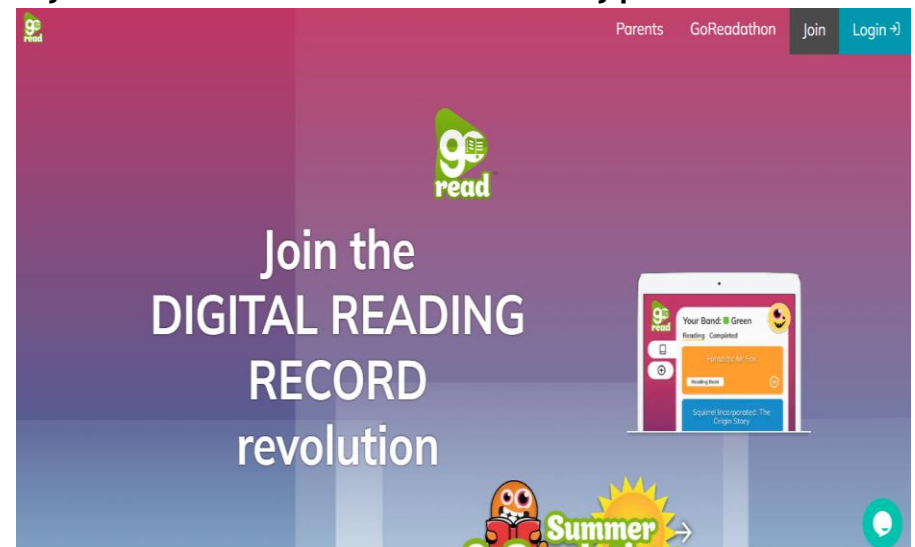 go
read
Parents GoReadathon Join Login
go
read
Join the
DIGITAL READING
RECORD
revolution
go
read
Your Band: Green
Reading Completed
Fantastic Mr Fox
Reading Desk
Squirrel Incorporated: The
Origin Story
Summer